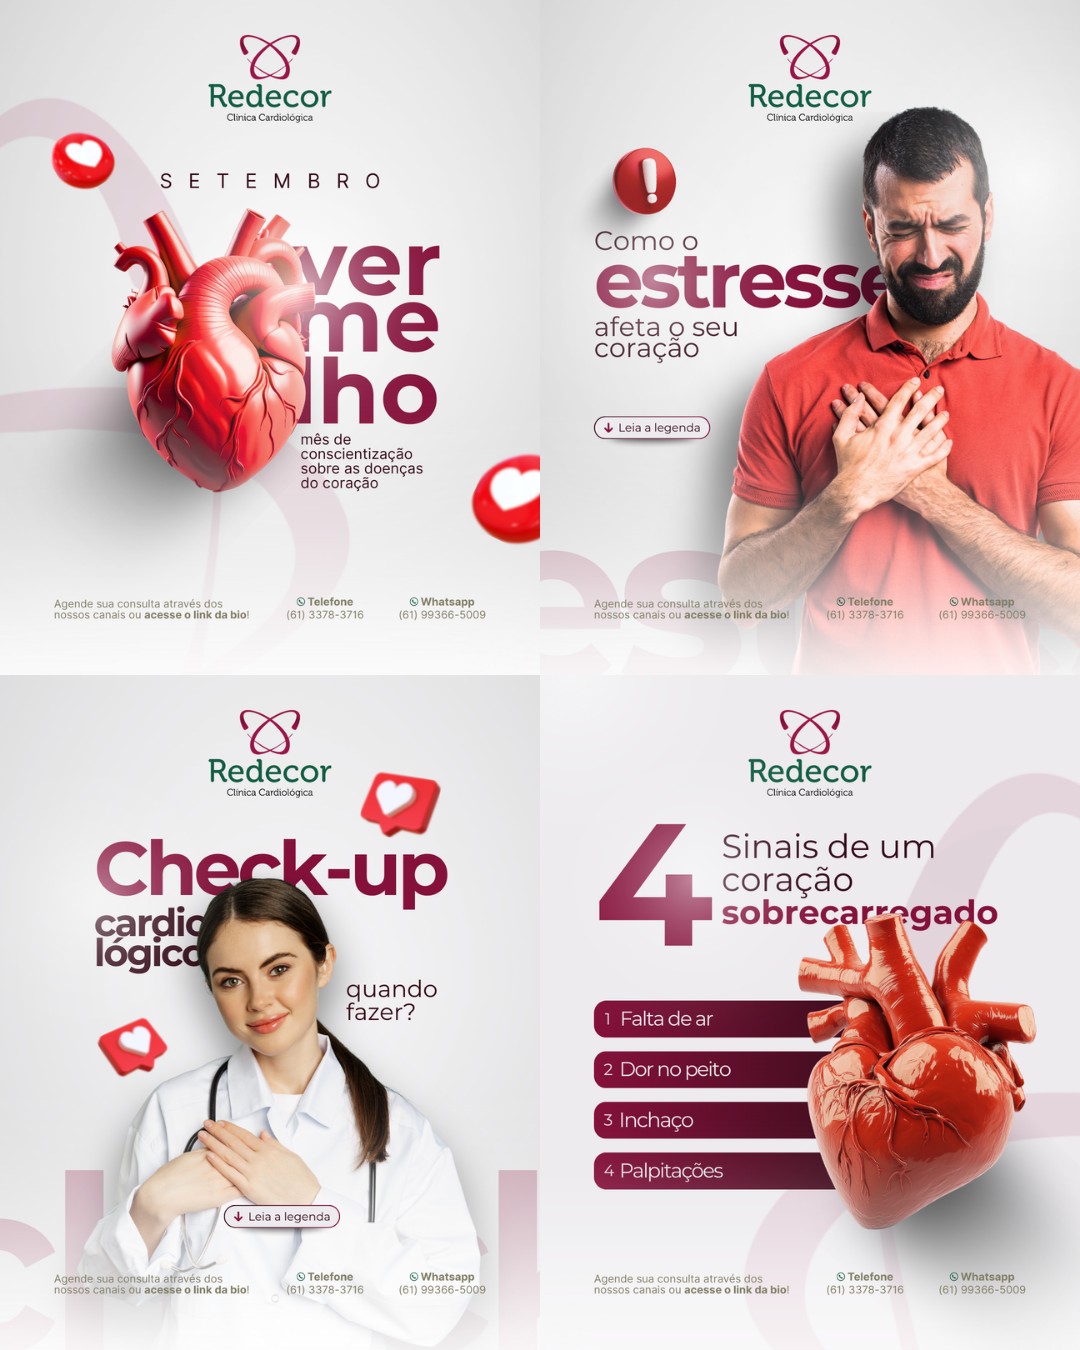 Redecor
Clínica Cardiológica
SETEMBRO
ver
me
lho
mês de
conscientização
sobre as doenças
do coração
Agende sua consulta através dos
nossos canais ou acesse o link da bio!
Telefone
(61) 3378-3716
Whatsapp
(61) 99366-5009
Redecor
Clínica Cardiológica
Como o
estresse
afeta o seu
coração
Leia a legenda
es
Agende sua consulta através dos
nossos canais ou acesse o link da bio!
Telefone
(61) 3378-3716
Whatsapp
(61) 99366-5009
Redecor
Clínica Cardiológica
Check-up
cardio
lógico
quando
fazer?
Leia a legenda
Agende sua consulta através dos
nossos canais ou acesse o link da bio!
Telefone
(61) 3378-3716
Whatsapp
(61) 99366-5009
Redecor
Clínica Cardiológica
4
Sinais de um
coração
sobrecarregado
1 Falta de ar
2 Dor no peito
3 Inchaço
4 Palpitações
Agende sua consulta através dos
nossos canais ou acesse o link da bio!
Telefone
(61) 3378-3716
Whatsapp
(61) 99366-5009